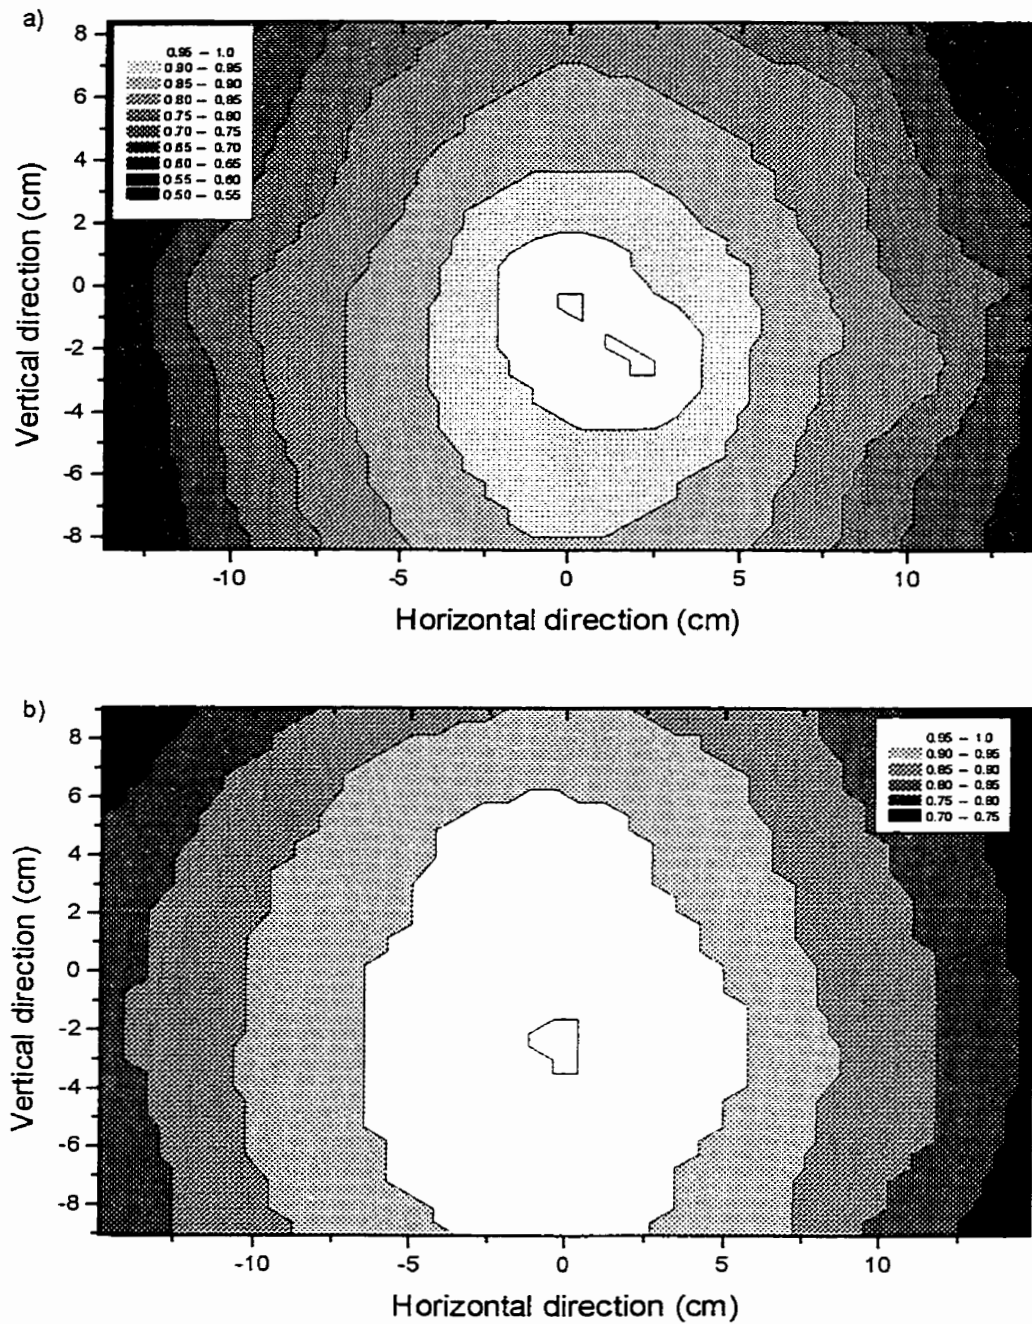 a)
0.95 - 1.0
0.90 - 0.95
0.85 - 0.90
0.80 - 0.85
0.75 - 0.80
0.70 - 0.75
0.65 - 0.70
0.60 - 0.65
0.55 - 0.60
0.50 - 0.55
8
6
4
2
0
-2
-4
-6
-8
Vertical direction (cm)
-10 -5 0 5 10
Horizontal direction (cm)
b)
0.95 - 1.0
0.90 - 0.95
0.85 - 0.90
0.80 - 0.85
0.75 - 0.80
0.70 - 0.75
8
6
4
2
0
-2
-4
-6
-8
Vertical direction (cm)
-10 -5 0 5 10
Horizontal direction (cm)